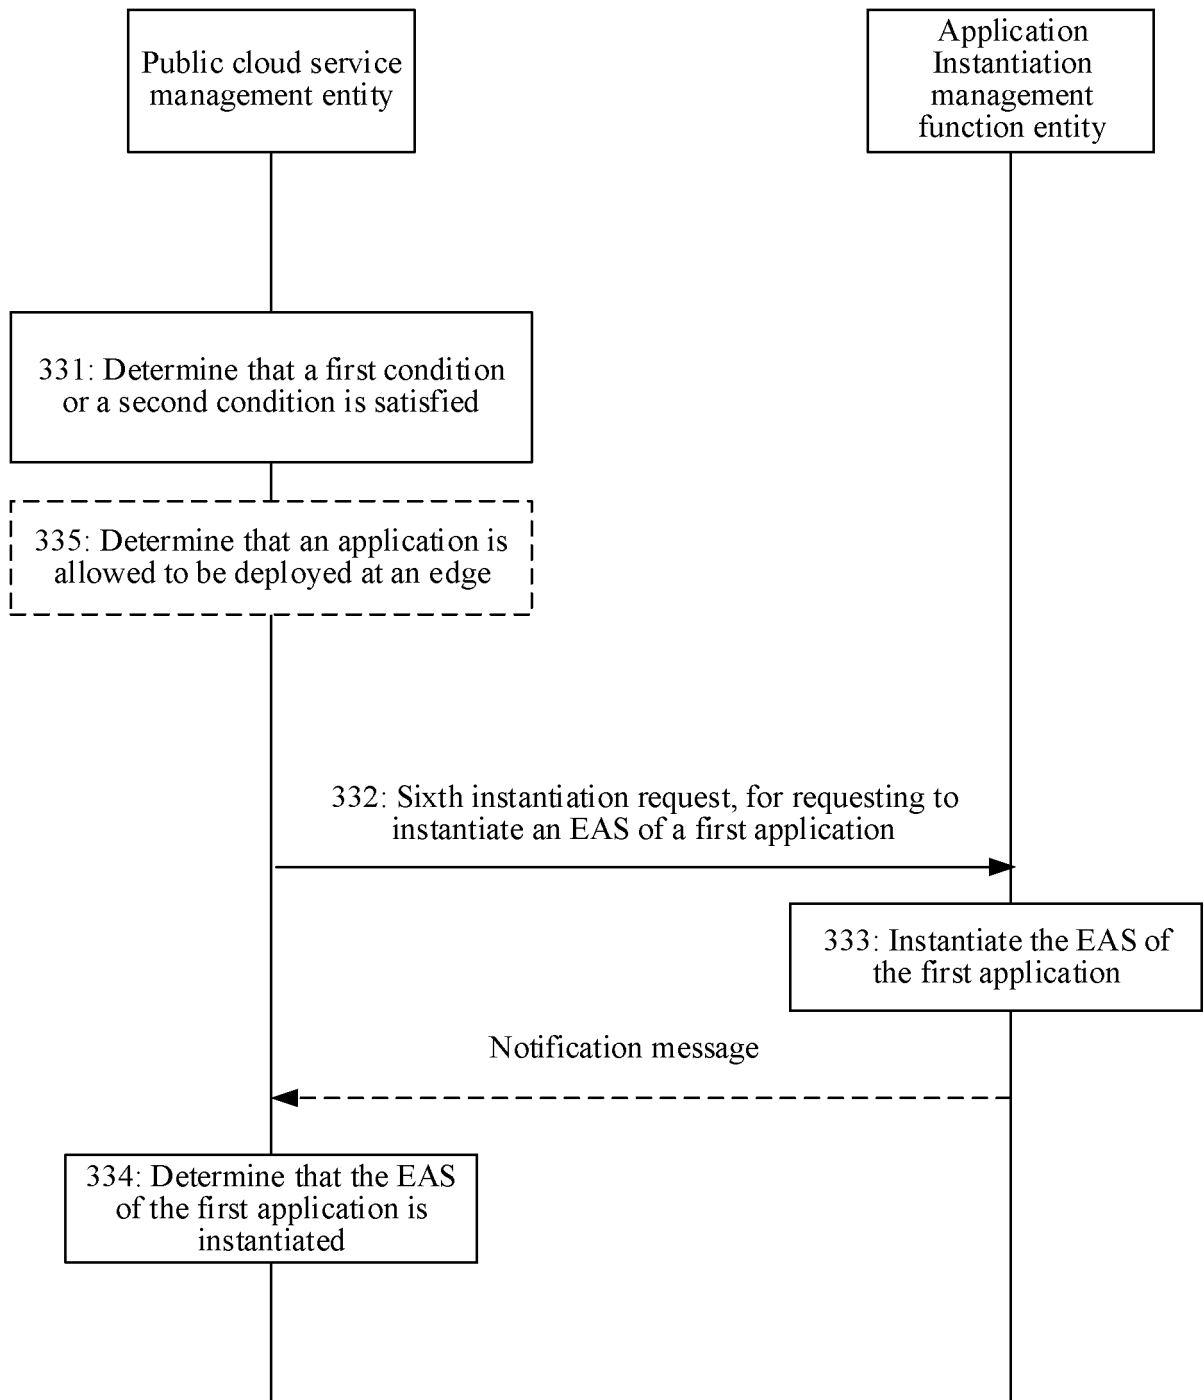 Public cloud service
management entity
Application
Instantiation
management
function entity
331: Determine that a first condition
or a second condition is satisfied
335: Determine that an application is
allowed to be deployed at an edge
332: Sixth instantiation request, for requesting to
instantiate an EAS of a first application
333: Instantiate the EAS of
the first application
Notification message
334: Determine that the EAS
of the first application is
instantiated